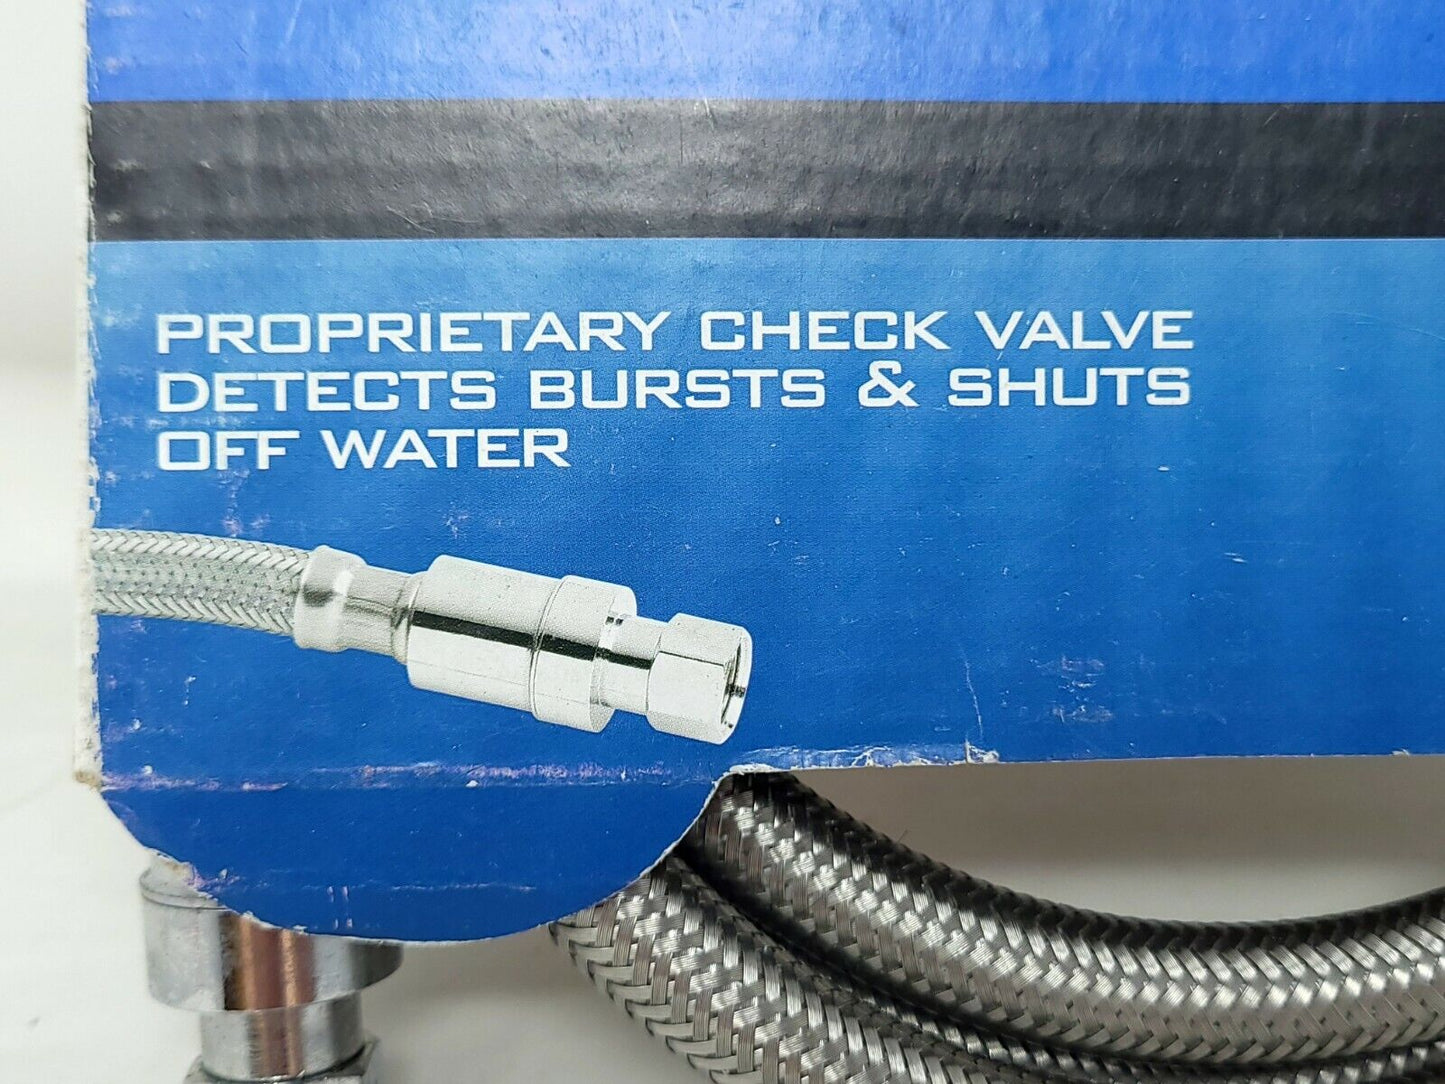 PROPRIETARY CHECK VALVE
DETECTS BURSTS & SHUTS
OFF WATER